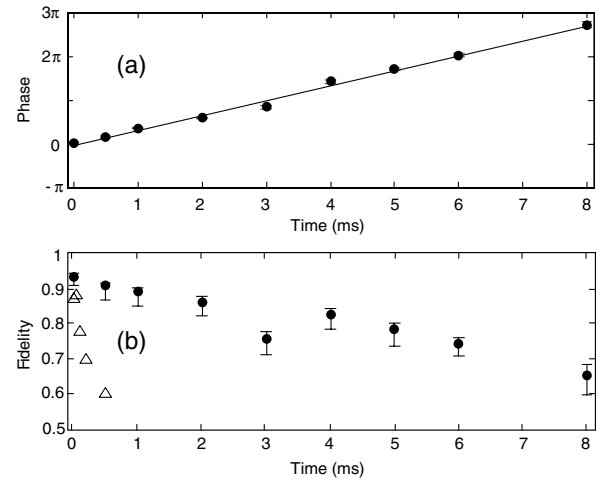 3π
2π
0
- π
Phase
(a)
0 1 2 3 4 5 6 7 8
Time (ms)
1
0.9
0.8
0.7
0.6
0.5
Fidelity
(b)
0 1 2 3 4 5 6 7 8
Time (ms)